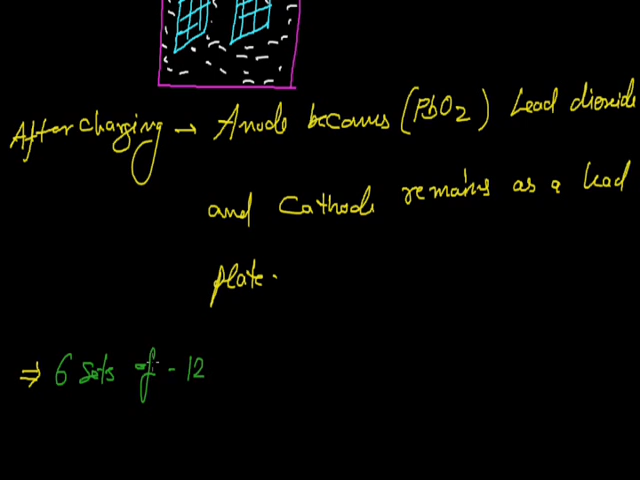 After charging → Anode becomes (PbO2) Lead dioxide
and Cathode remains as a lead
plate.
⇒ 6 sets of - 12